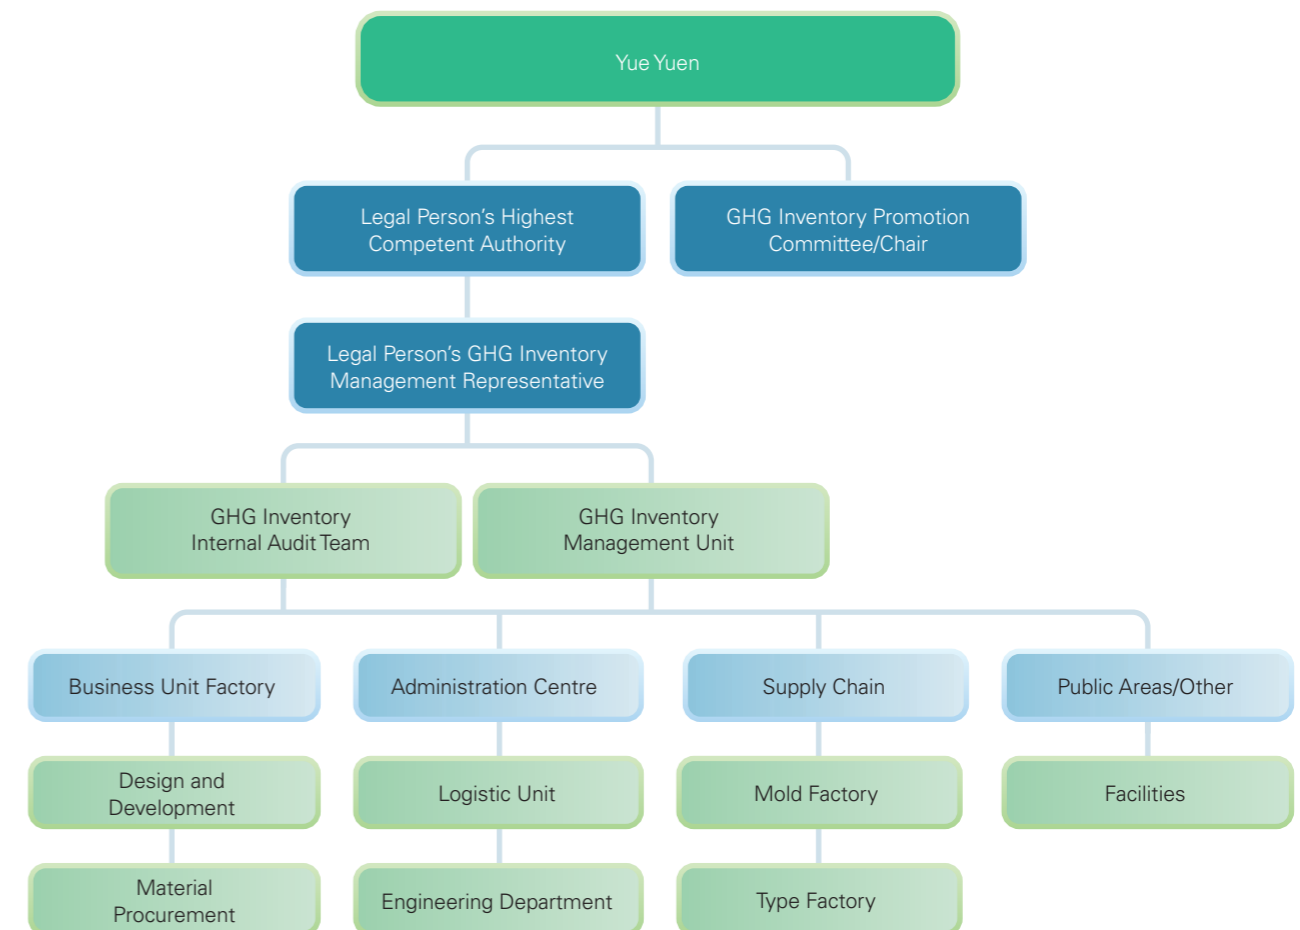 Yue Yuen
Legal Person's Highest
Competent Authority
GHG Inventory Promotion
Committee/Chair
Legal Person's GHG Inventory
Management Representative
GHG Inventory
Internal Audit Team
GHG Inventory
Management Unit
Business Unit Factory
Administration Centre
Supply Chain
Public Areas/Other
Design and
Development
Logistic Unit
Mold Factory
Facilities
Material
Procurement
Engineering Department
Type Factory